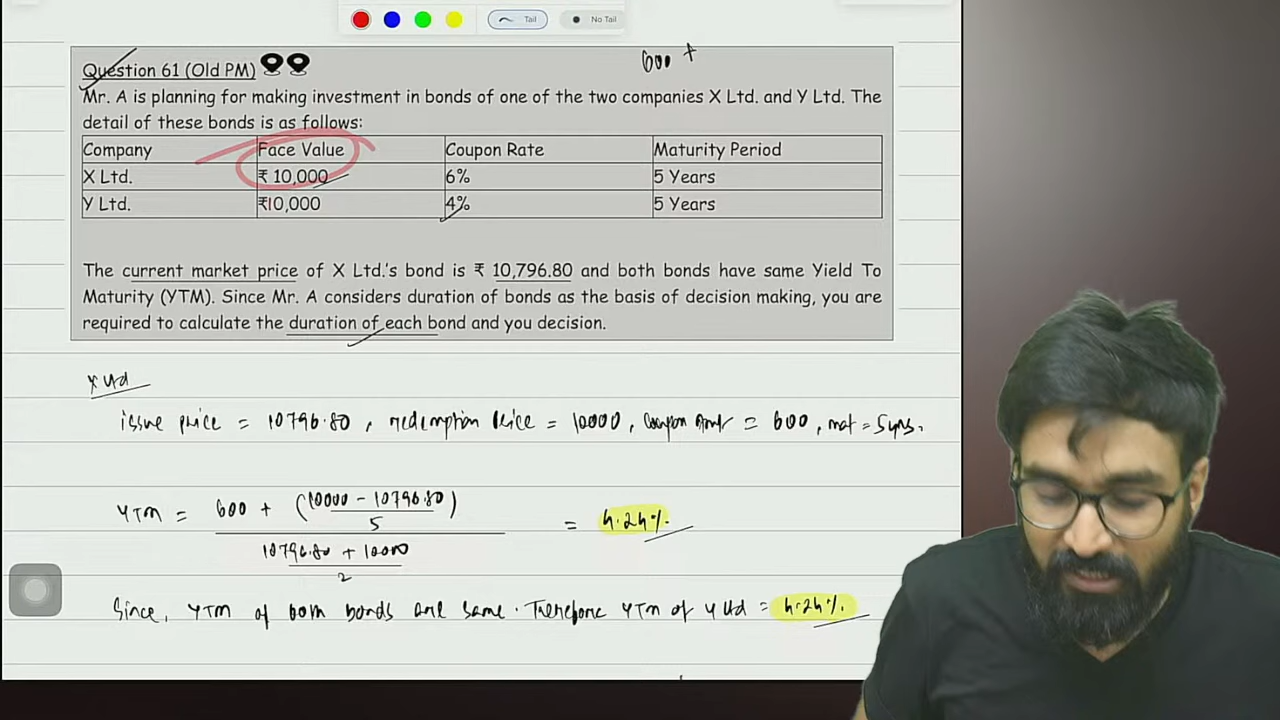 Tail No Tail
600 +
Question 61 (Old PM)
Mr. A is planning for making investment in bonds of one of the two companies X Ltd. and Y Ltd. The
detail of these bonds is as follows:
Company Face Value Coupon Rate Maturity Period
X Ltd. ₹ 10,000 6% 5 Years
Y Ltd. ₹10,000 4% 5 Years
The current market price of X Ltd.'s bond is ₹ 10,796.80 and both bonds have same Yield To
Maturity (YTM). Since Mr. A considers duration of bonds as the basis of decision making, you are
required to calculate the duration of each bond and you decision.
X Ltd
issue price = 10796.80, redemption price = 10000, coupon Amt = 600, mat = 5yrs.
YTM = 600 + (10000 - 10796.80) = 4.24%.
5
10796.80 + 10000
2
Since, YTM of both bonds are same. Therefore YTM of Y Ltd = 4.24%.